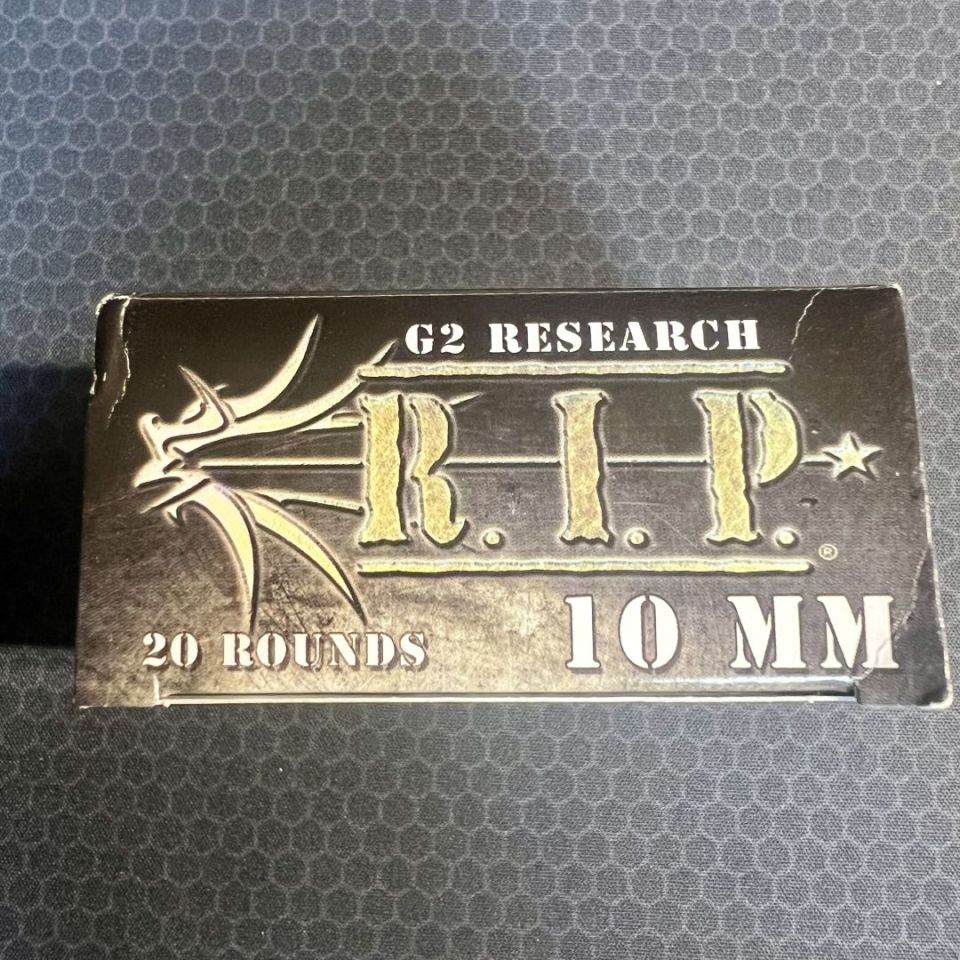 G2 RESEARCH
R.I.P.®
20 ROUNDS
10 MM